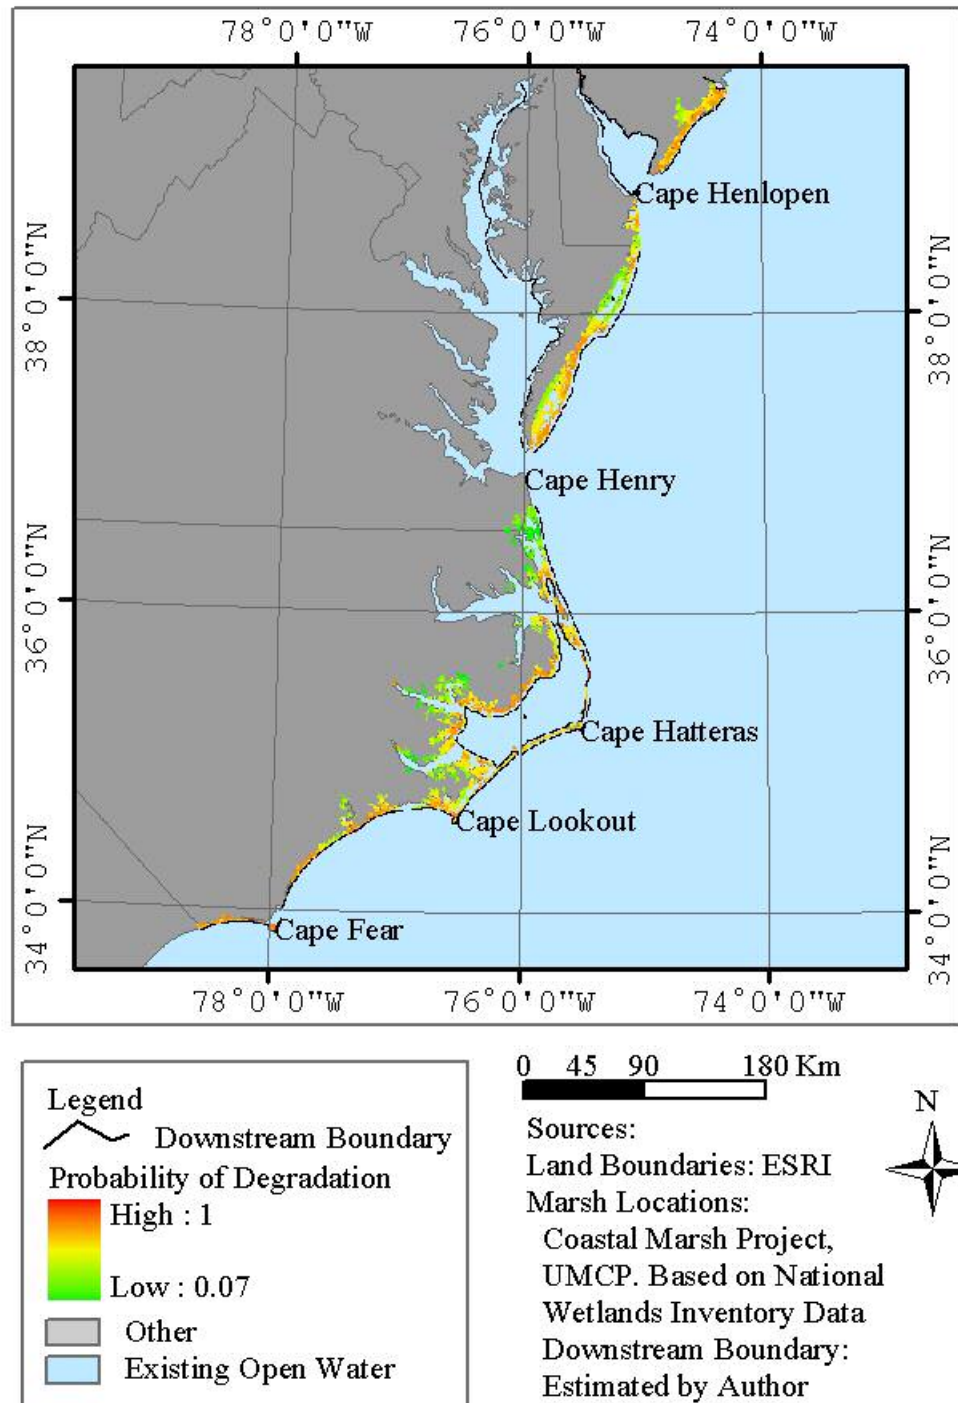 78°0'0"W 76°0'0"W 74°0'0"W
38°0'0"N
36°0'0"N
34°0'0"N
Cape Henlopen
Cape Henry
Cape Hatteras
Cape Lookout
Cape Fear
38°0'0"N
36°0'0"N
34°0'0"N
78°0'0"W 76°0'0"W 74°0'0"W
Legend
Downstream Boundary
Probability of Degradation
High : 1
Low : 0.07
Other
Existing Open Water
0 45 90 180 Km
Sources:
Land Boundaries: ESRI
Marsh Locations:
Coastal Marsh Project,
UMCP. Based on National
Wetlands Inventory Data
Downstream Boundary:
Estimated by Author
N